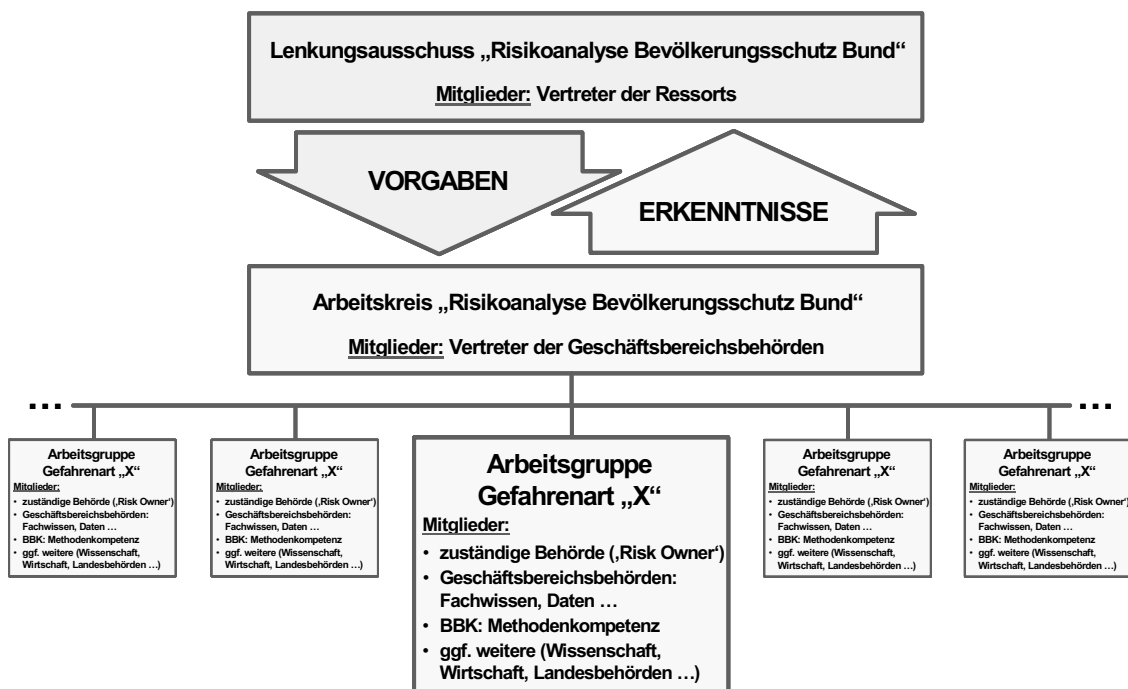 Lenkungsausschuss „Risikoanalyse Bevölkerungsschutz Bund“
Mitglieder: Vertreter der Ressorts
VORGABEN
ERKENNTNISSE
Arbeitskreis „Risikoanalyse Bevölkerungsschutz Bund“
Mitglieder: Vertreter der Geschäftsbereichsbehörden
...
...
Arbeitsgruppe
Gefahrenart „X“
Mitglieder:
• zuständige Behörde (‚Risk Owner‘)
• Geschäftsbereichsbehörden:
Fachwissen, Daten …
• BBK: Methodenkompetenz
• ggf. weitere (Wissenschaft,
Wirtschaft, Landesbehörden …)
Arbeitsgruppe
Gefahrenart „X“
Mitglieder:
• zuständige Behörde (‚Risk Owner‘)
• Geschäftsbereichsbehörden:
Fachwissen, Daten …
• BBK: Methodenkompetenz
• ggf. weitere (Wissenschaft,
Wirtschaft, Landesbehörden …)
Arbeitsgruppe
Gefahrenart „X“
Mitglieder:
• zuständige Behörde (‚Risk Owner‘)
• Geschäftsbereichsbehörden:
Fachwissen, Daten …
• BBK: Methodenkompetenz
• ggf. weitere (Wissenschaft,
Wirtschaft, Landesbehörden …)
Arbeitsgruppe
Gefahrenart „X“
Mitglieder:
• zuständige Behörde (‚Risk Owner‘)
• Geschäftsbereichsbehörden:
Fachwissen, Daten …
• BBK: Methodenkompetenz
• ggf. weitere (Wissenschaft,
Wirtschaft, Landesbehörden …)
Arbeitsgruppe
Gefahrenart „X“
Mitglieder:
• zuständige Behörde (‚Risk Owner‘)
• Geschäftsbereichsbehörden:
Fachwissen, Daten …
• BBK: Methodenkompetenz
• ggf. weitere (Wissenschaft,
Wirtschaft, Landesbehörden …)